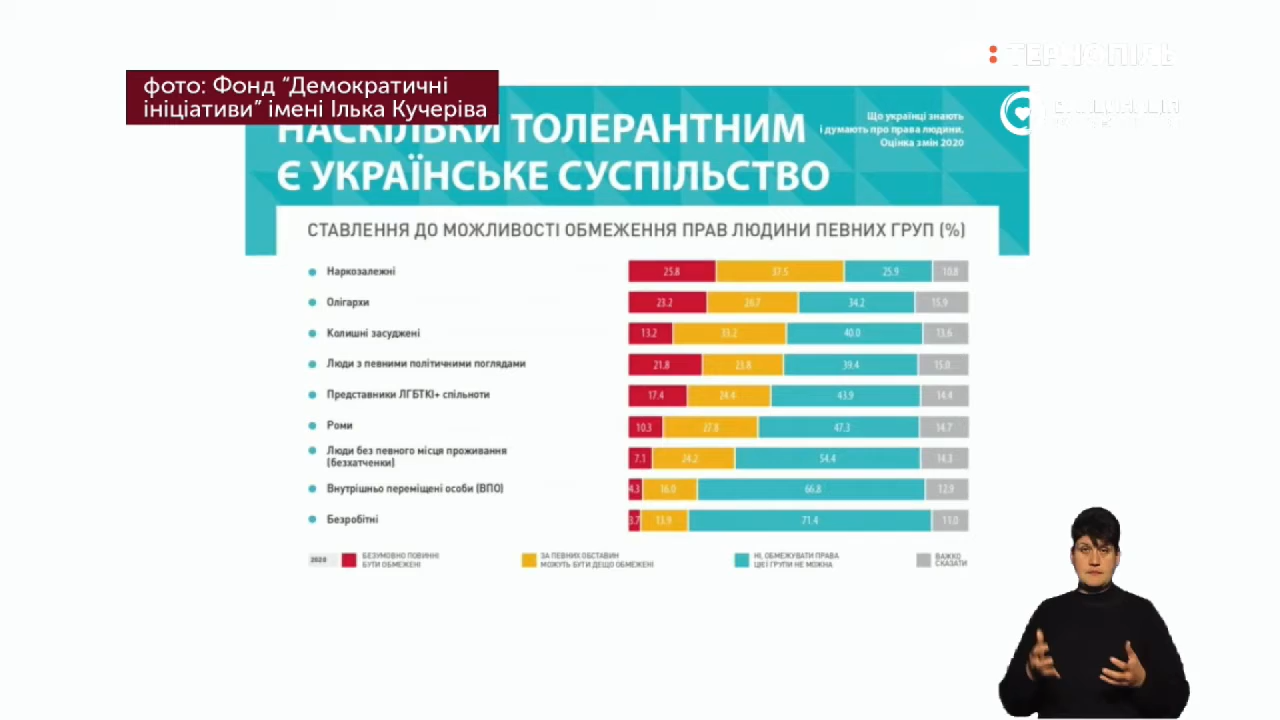 ТЕРНОПІЛЬ
фото: Фонд “Демократичні
ініціативи” імені Ілька Кучеріва
НАСКІЛЬКИ ТОЛЕРАНТНИМ
Є УКРАЇНСЬКЕ СУСПІЛЬСТВО
Що українці знають
і думають про права людини.
Оцінка змін 2020
СТАВЛЕННЯ ДО МОЖЛИВОСТІ ОБМЕЖЕННЯ ПРАВ ЛЮДИНИ ПЕВНИХ ГРУП (%)
Наркозалежні 25.8 37.5 25.9 10.8
Олігархи 23.2 26.7 34.2 15.9
Колишні засуджені 13.2 33.2 40.0 13.6
Люди з певними політичними поглядами 21.8 23.8 39.4 15.0
Представники ЛГБТКІ+ спільноти 17.4 24.4 43.9 14.4
Роми 10.3 27.8 47.3 14.7
Люди без певного місця проживання
(безхатченки) 7.1 24.2 54.4 14.3
Внутрішньо переміщені особи (ВПО) 4.3 16.0 66.8 12.9
Безробітні 3.7 13.9 71.4 11.0
2020
БЕЗУМОВНО ПОВИННІ
БУТИ ОБМЕЖЕНІ
ЗА ПЕВНИХ ОБСТАВИН
МОЖУТЬ БУТИ ДЕЩО ОБМЕЖЕНІ
НІ, ОБМЕЖУВАТИ ПРАВА
ЦІЄЇ ГРУПИ НЕ МОЖНА
ВАЖКО
СКАЗАТИ